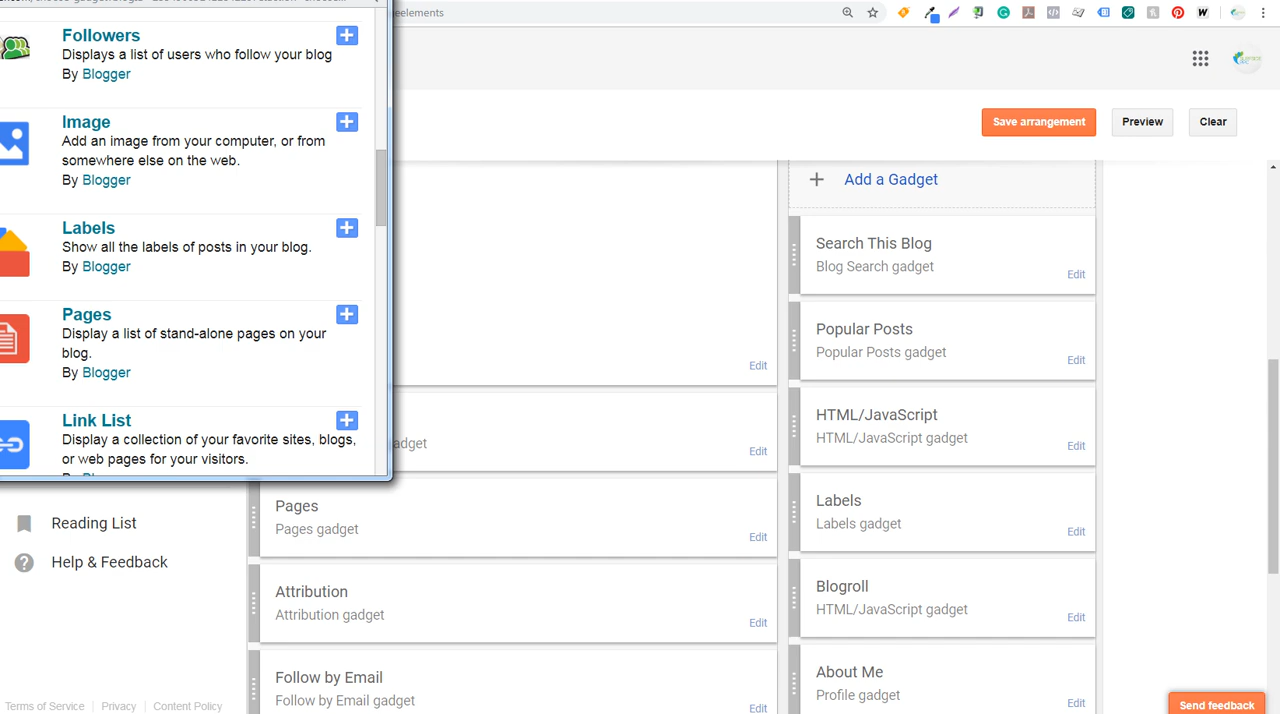 eeelements
Followers
Displays a list of users who follow your blog
By Blogger
Image
Add an image from your computer, or from
somewhere else on the web.
By Blogger
Labels
Show all the labels of posts in your blog.
By Blogger
Pages
Display a list of stand-alone pages on your
blog.
By Blogger
Link List
Display a collection of your favorite sites, blogs,
or web pages for your visitors.
Reading List
Help & Feedback
Terms of Service
Privacy
Content Policy
Save arrangement
Preview
Clear
Edit
adget
Edit
Pages
Pages gadget
Edit
Attribution
Attribution gadget
Edit
Follow by Email
Follow by Email gadget
Edit
Add a Gadget
Search This Blog
Blog Search gadget
Edit
Popular Posts
Popular Posts gadget
Edit
HTML/JavaScript
HTML/JavaScript gadget
Edit
Labels
Labels gadget
Edit
Blogroll
HTML/JavaScript gadget
Edit
About Me
Profile gadget
Edit
Send feedback